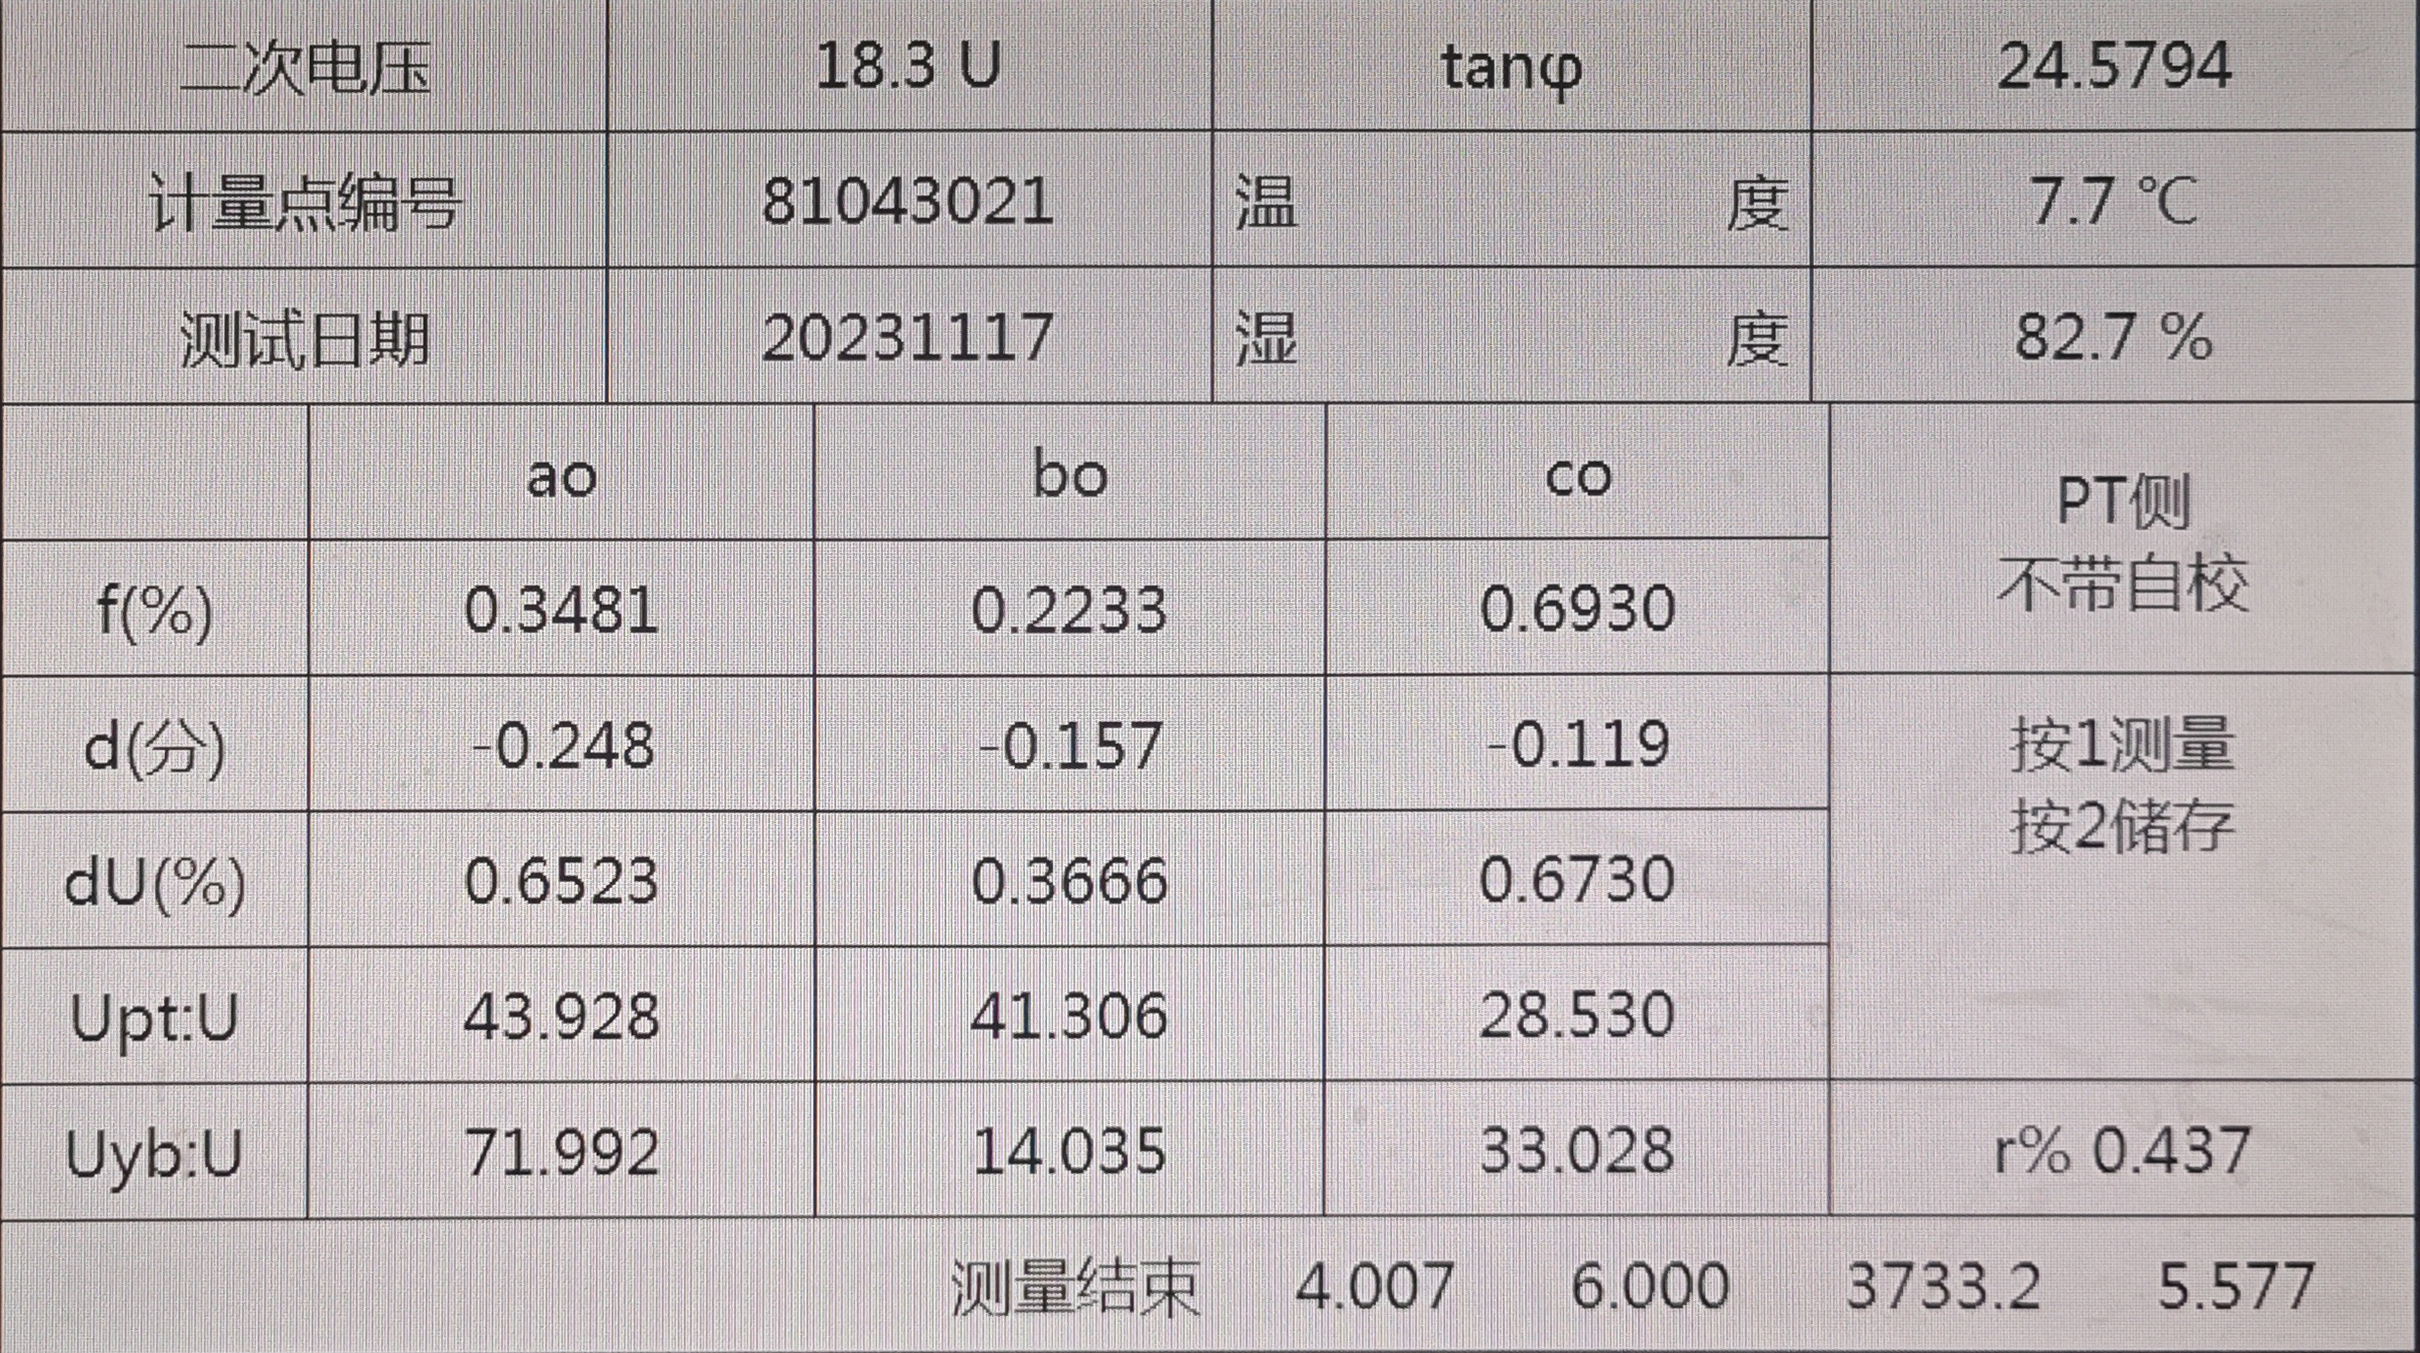 二次电压 18.3 U tanφ 24.5794
计量点编号 81043021 温 度 7.7 ℃
测试日期 20231117 湿 度 82.7 %
ao bo co PT侧
不带自校
f(%) 0.3481 0.2233 0.6930
d(分) -0.248 -0.157 -0.119 按1测量
按2储存
dU(%) 0.6523 0.3666 0.6730
Upt:U 43.928 41.306 28.530
Uyb:U 71.992 14.035 33.028 r% 0.437
测量结束 4.007 6.000 3733.2 5.577